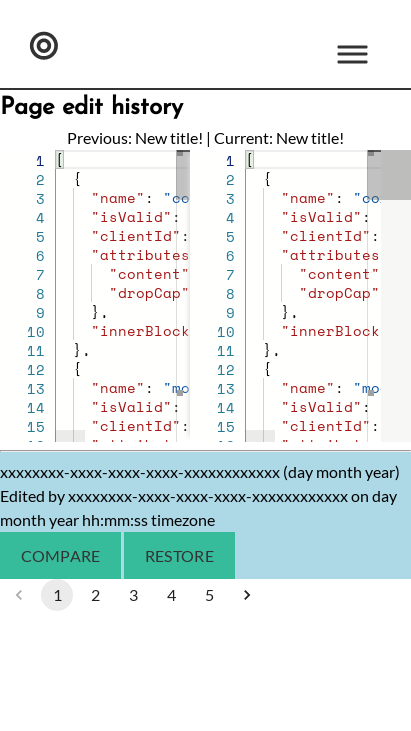 Page edit history
Previous: New title! | Current: New title!
1 [
2 {
3 "name": "co
4 "isValid":
5 "clientId":
6 "attributes
7 "content"
8 "dropCap"
9 },
10 "innerBlock
11 },
12 {
13 "name": "mo
14 "isValid":
15 "clientId":
1 [
2 {
3 "name": "co
4 "isValid":
5 "clientId":
6 "attributes
7 "content"
8 "dropCap"
9 },
10 "innerBlock
11 },
12 {
13 "name": "mo
14 "isValid":
15 "clientId":
xxxxxxxx-xxxx-xxxx-xxxx-xxxxxxxxxxxx (day month year)
Edited by xxxxxxxx-xxxx-xxxx-xxxx-xxxxxxxxxxxx on day
month year hh:mm:ss timezone
COMPARE RESTORE
1 2 3 4 5